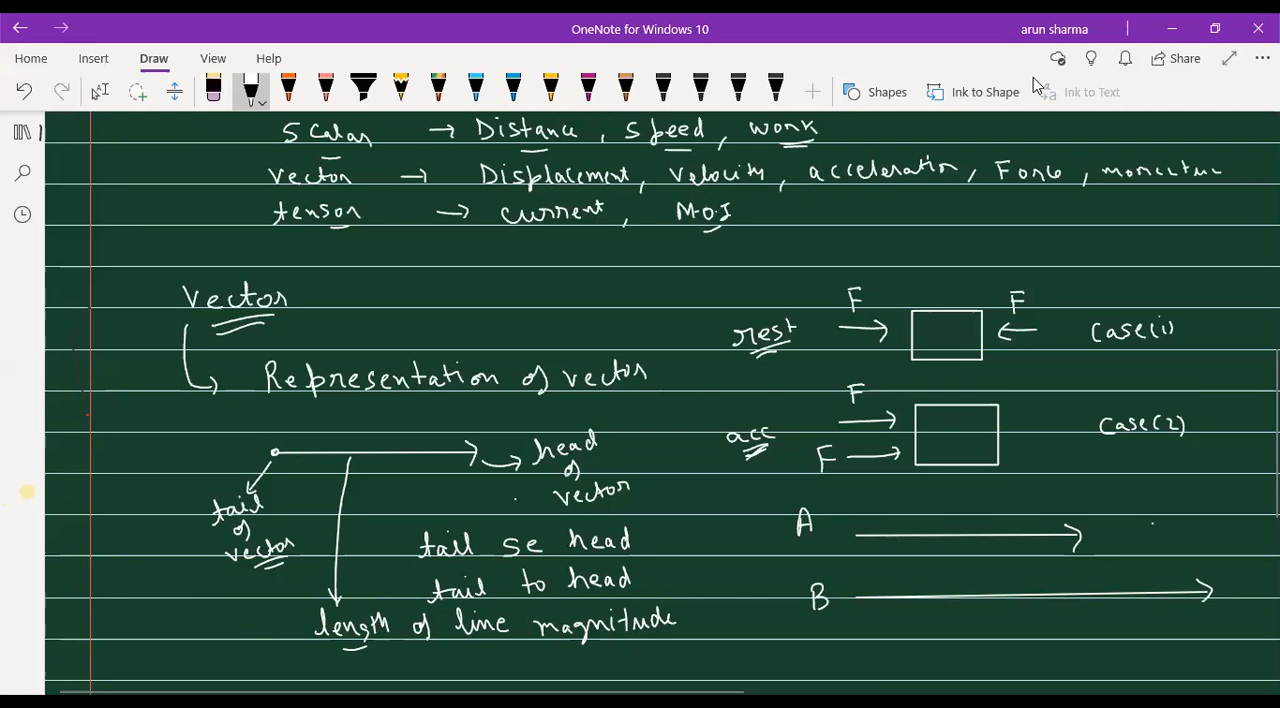 OneNote for Windows 10
arun sharma
Home Insert Draw View Help
Share
Shapes
Ink to Shape
Ink to Text
Scalar → Distance, speed, work
vector → Displacement, velocity, acceleration, Force, momentum
tensor → current, M.O.I
Vector
Representation of vector
head
of
vector
tail
of
vector
tail se head
tail to head
length of line magnitude
F F
rest case(1)
F
acc case(2)
F
A
B